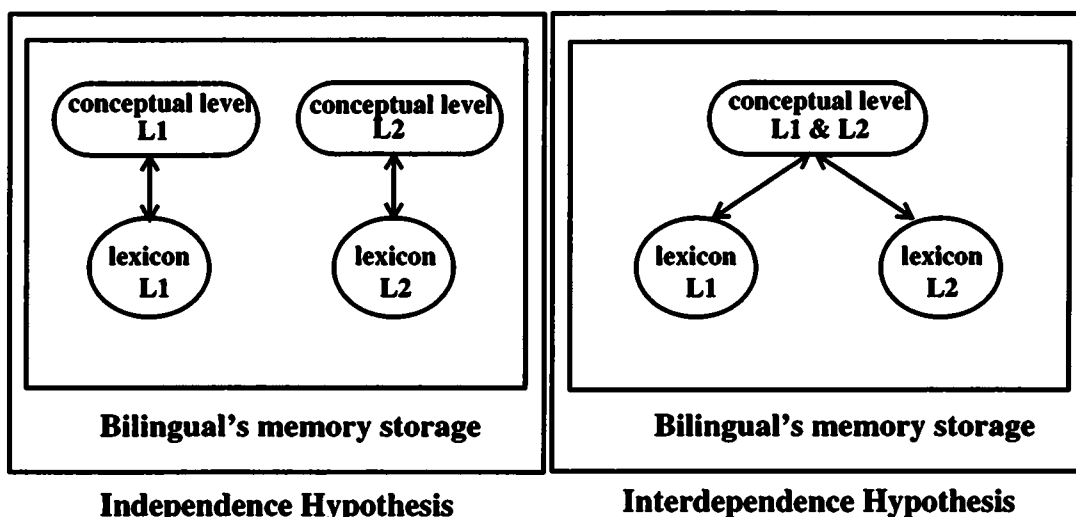 conceptual level
L1
conceptual level
L2
lexicon
L1
lexicon
L2
Bilingual's memory storage
Independence Hypothesis
conceptual level
L1 & L2
lexicon
L1
lexicon
L2
Bilingual's memory storage
Interdependence Hypothesis